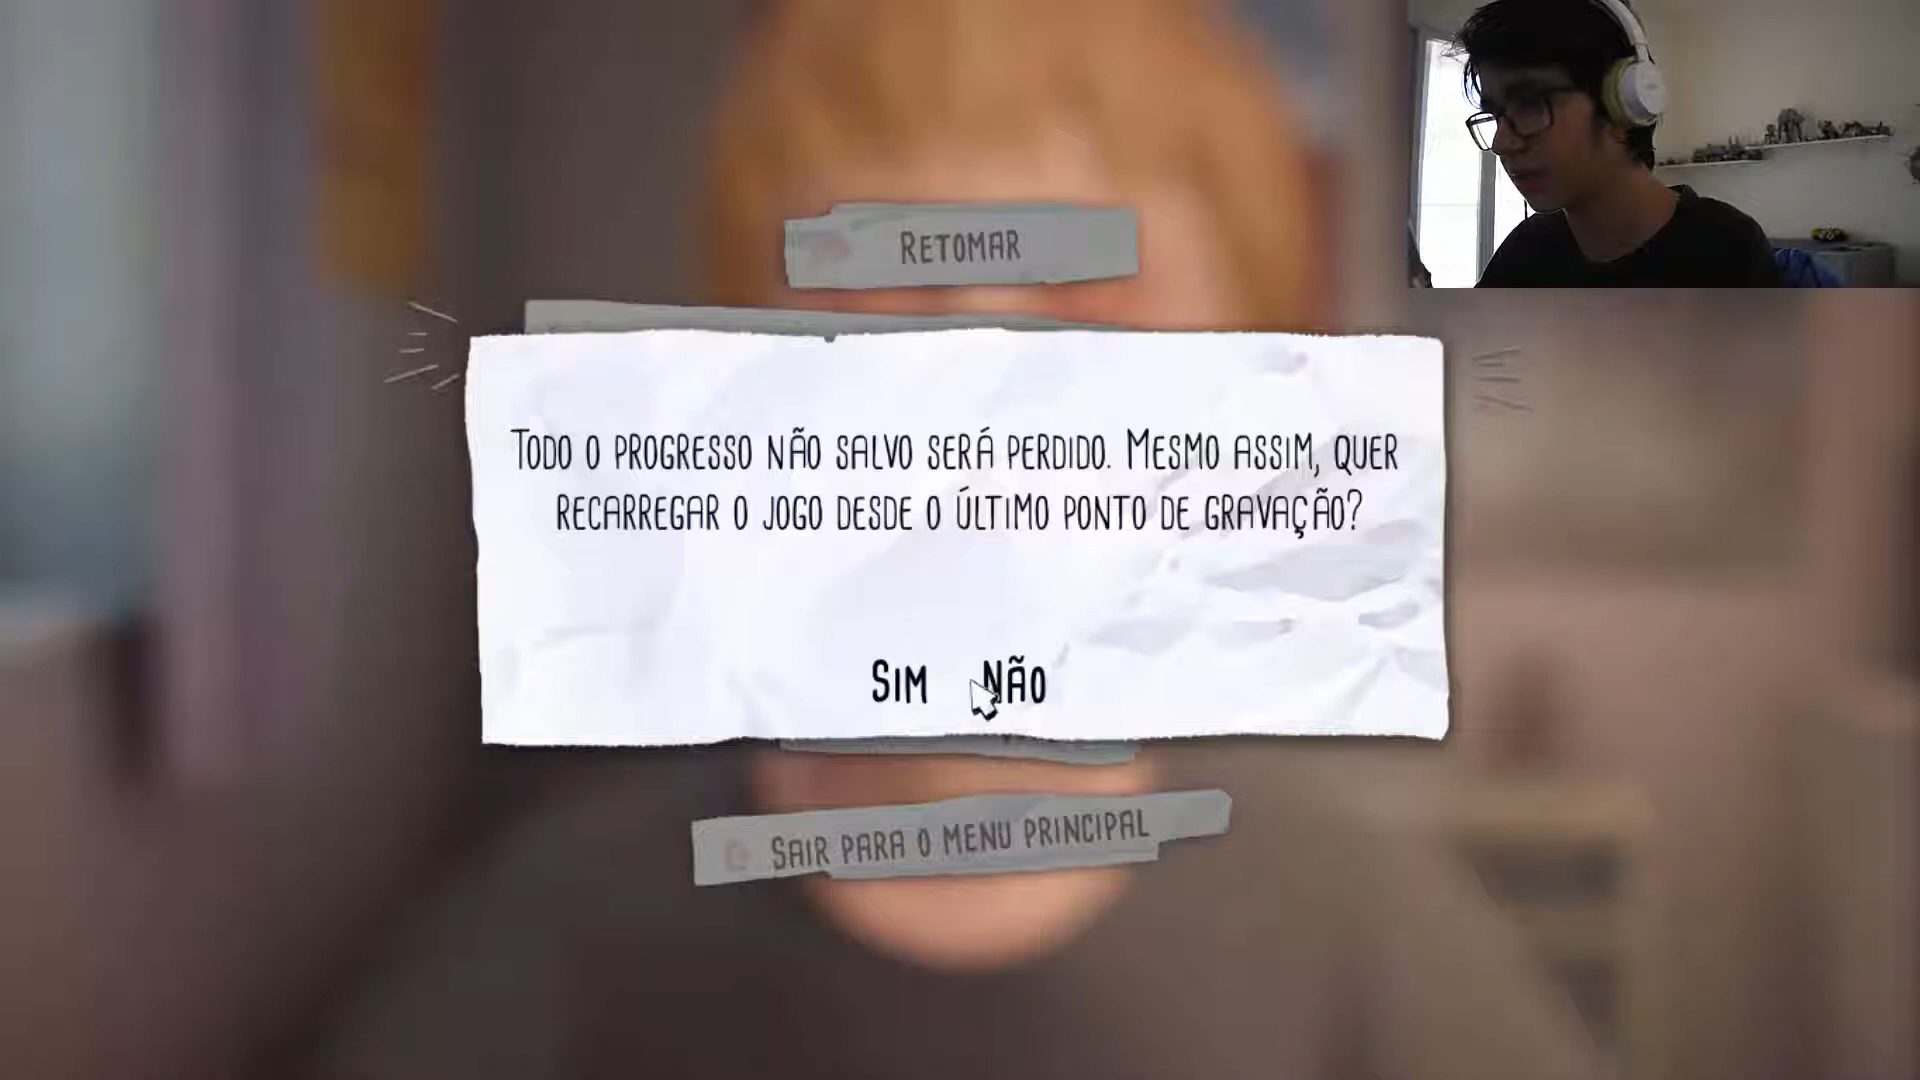 Retomar
Todo o progresso não salvo será perdido. Mesmo assim, quer
recarregar o jogo desde o último ponto de gravação?
Sim Não
Sair para o menu principal